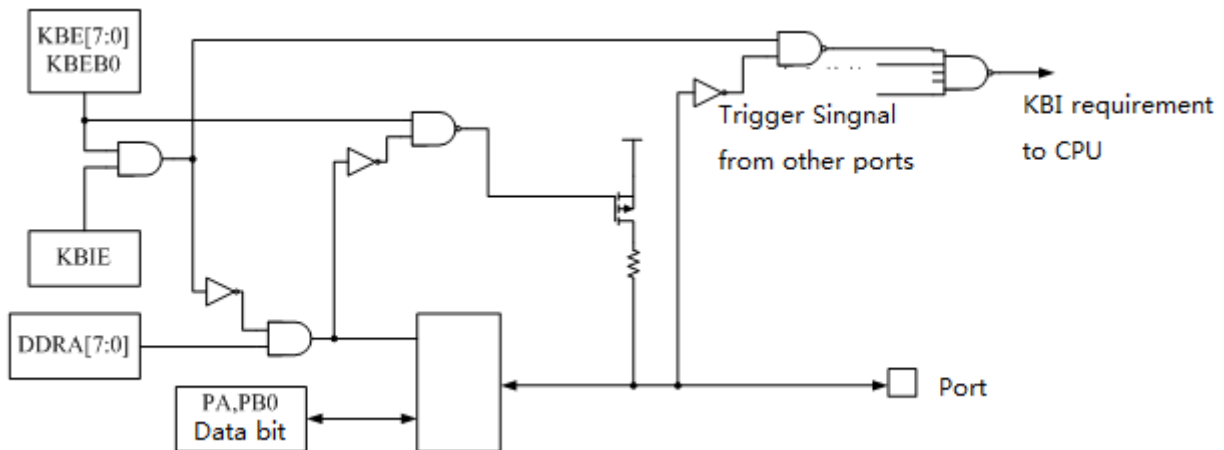 KBE[7:0]
KBEB0
KBIE
DDRA[7:0]
PA,PB0
Data bit
Trigger Singnal
from other ports
KBI requirement
to CPU
Port